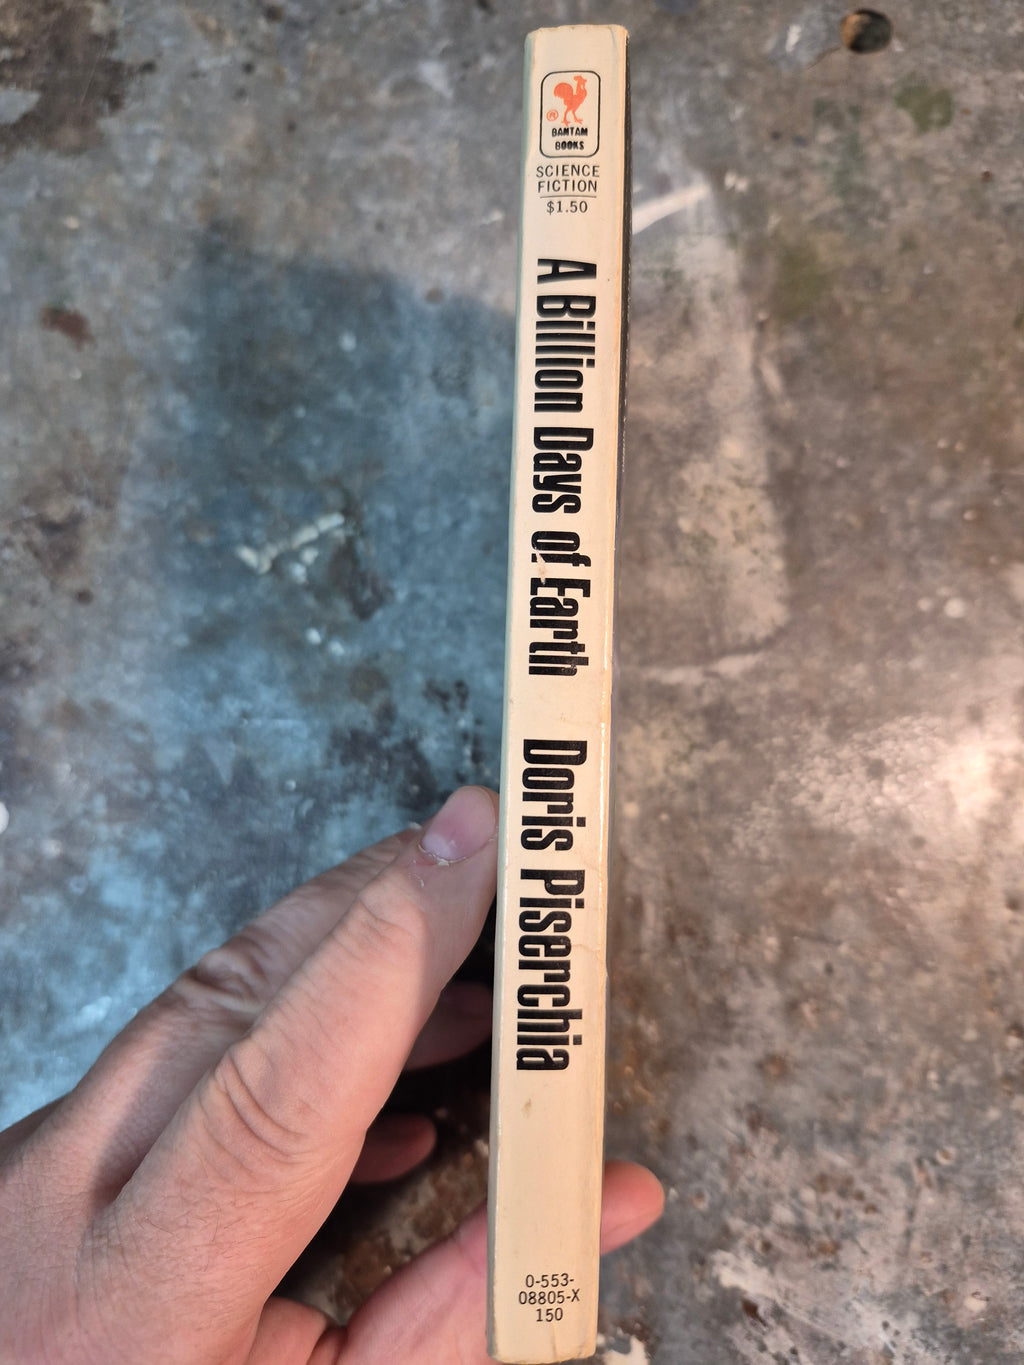 ®
BANTAM
BOOKS
SCIENCE
FICTION
$1.50
A Billion Days of Earth
Doris Piserchia
0-553-
08805-X
150